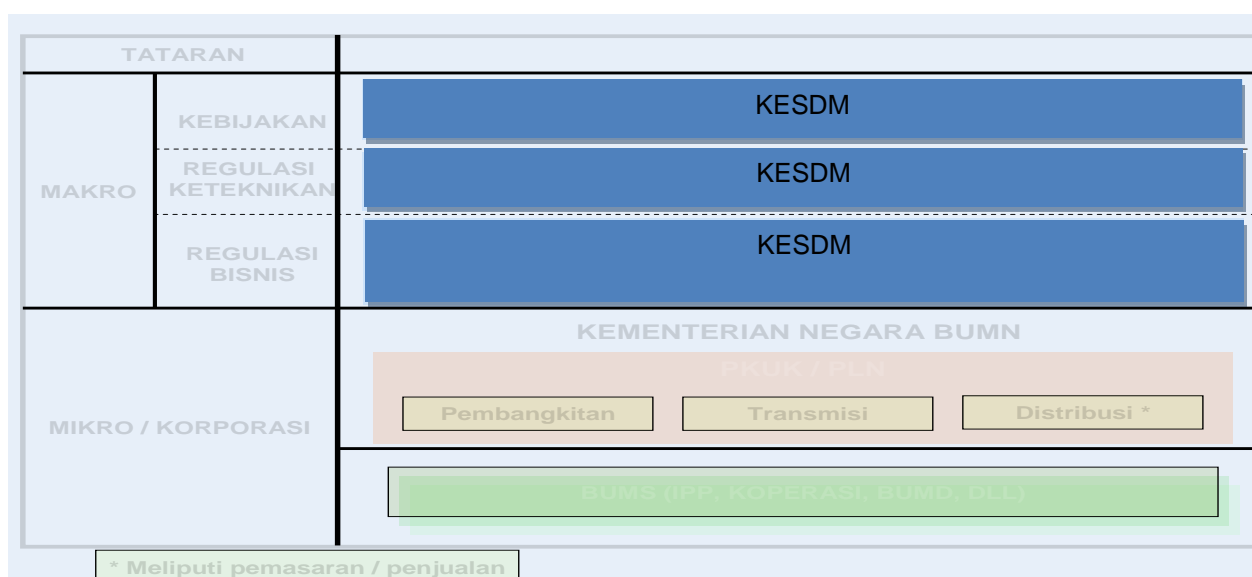 TATARAN
KEBIJAKAN
KESDM
MAKRO
REGULASI
KETEKNIKAN
KESDM
REGULASI
BISNIS
KESDM
MIKRO / KORPORASI
KEMENTERIAN NEGARA BUMN
PKUK / PLN
Pembangkitan
Transmisi
Distribusi *
BUMS (IPP, KOPERASI, BUMD, DLL)
* Meliputi pemasaran / penjualan